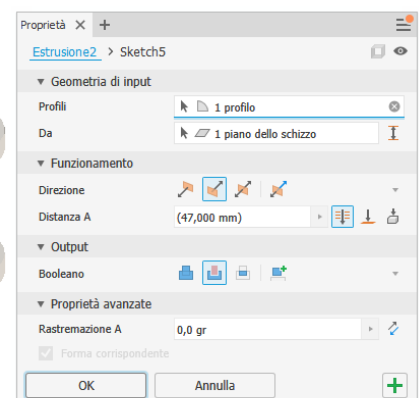 Proprietà
Estrusione2 > Sketch5
Geometria di input
Profili 1 profilo
Da 1 piano dello schizzo
Funzionamento
Direzione
Distanza A (47,000 mm)
Output
Booleano
Proprietà avanzate
Rastremazione A 0,0 gr
Forma corrispondente
OK Annulla